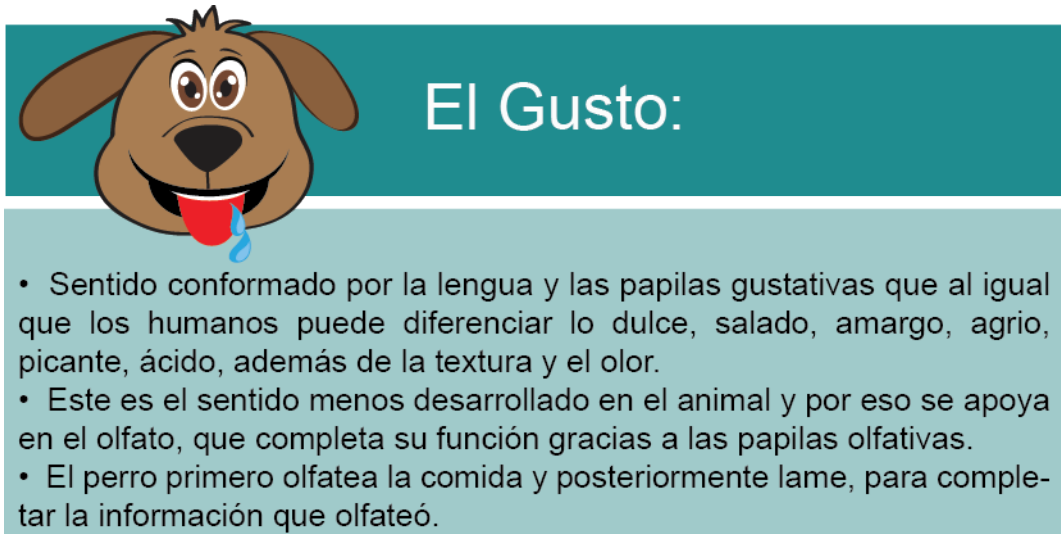 El Gusto:
• Sentido conformado por la lengua y las papilas gustativas que al igual
que los humanos puede diferenciar lo dulce, salado, amargo, agrio,
picante, ácido, además de la textura y el olor.
• Este es el sentido menos desarrollado en el animal y por eso se apoya
en el olfato, que completa su función gracias a las papilas olfativas.
• El perro primero olfatea la comida y posteriormente lame, para comple-
tar la información que olfateó.